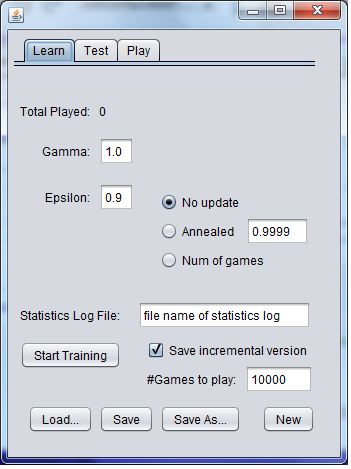 Learn Test Play
Total Played: 0
Gamma: 1.0
Epsilon: 0.9
No update
Annealed 0.9999
Num of games
Statistics Log File: file name of statistics log
Start Training Save incremental version
#Games to play: 10000
Load... Save Save As... New